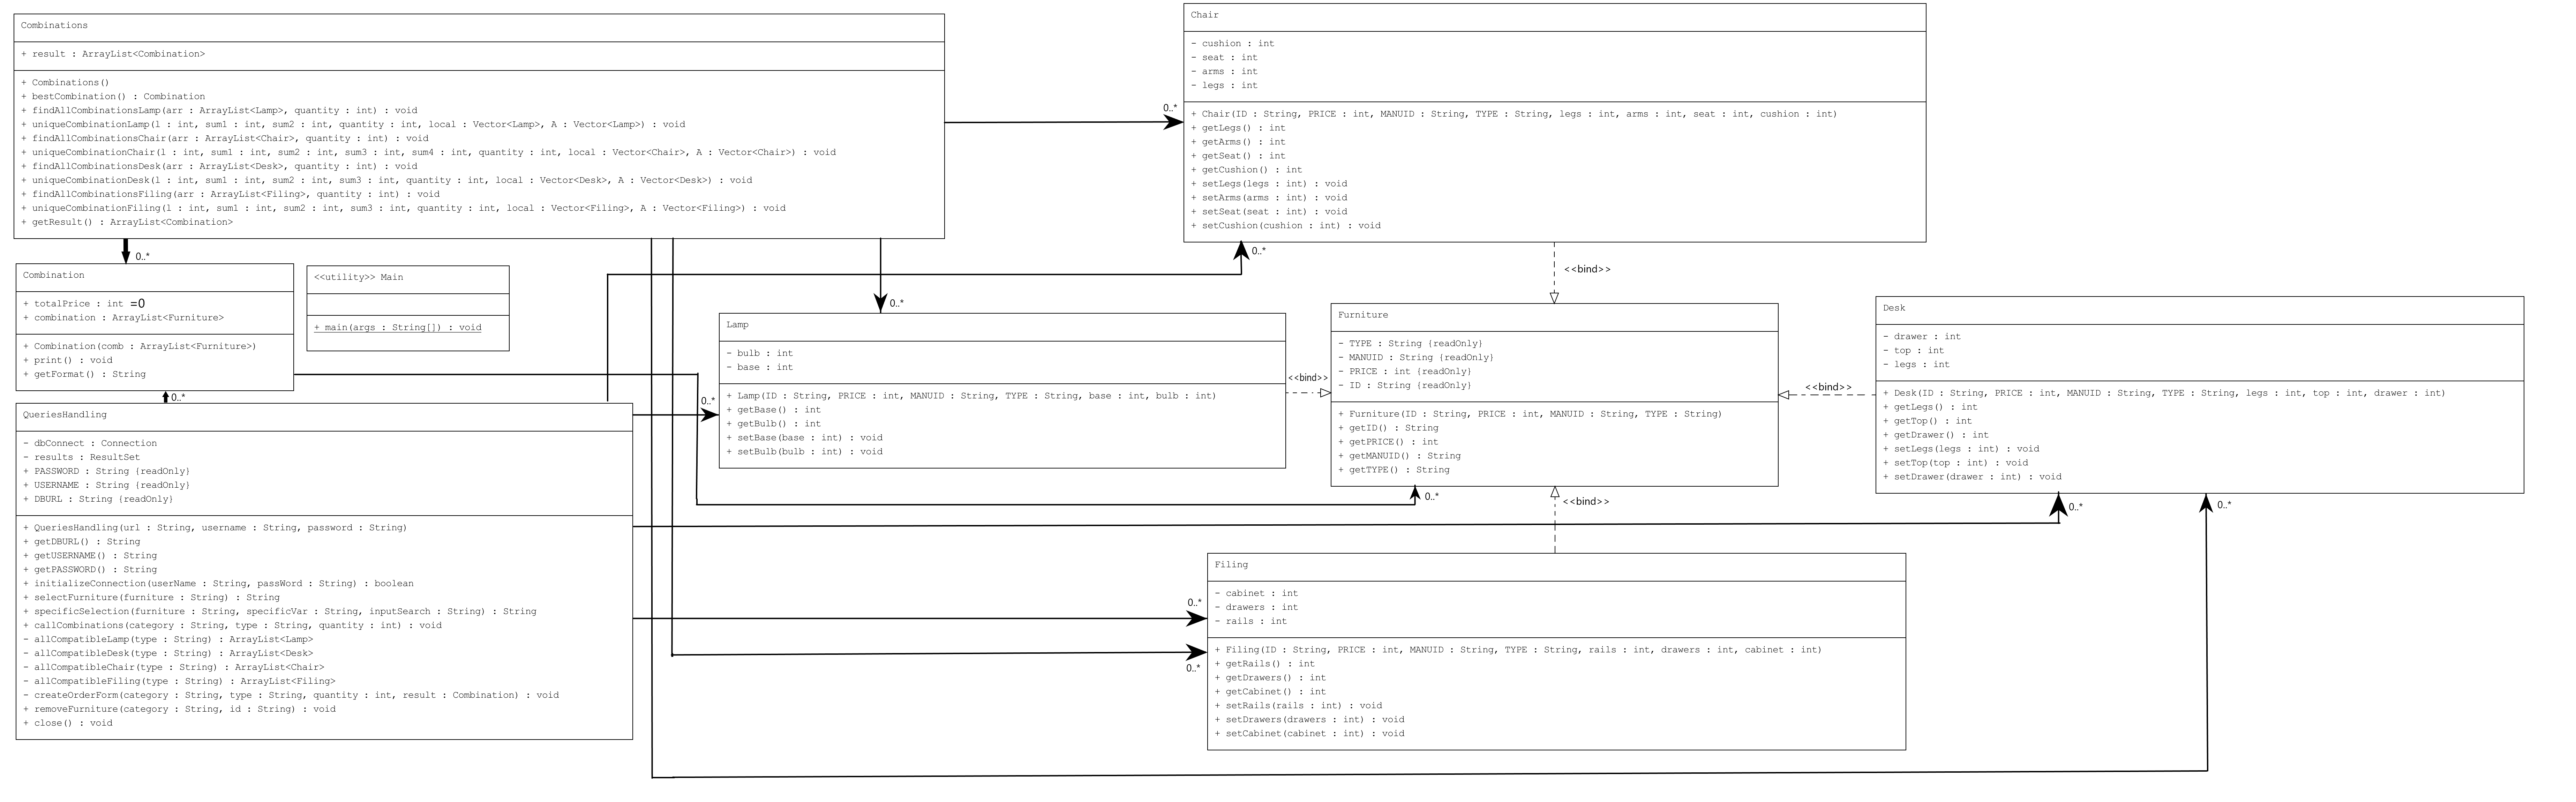 Combinations
+ result : ArrayList<Combination>
+ Combinations()
+ bestCombination() : Combination
+ findAllCombinationsLamp(arr : ArrayList<Lamp>, quantity : int) : void
+ uniqueCombinationLamp(l : int, sum1 : int, sum2 : int, quantity : int, local : Vector<Lamp>, A : Vector<Lamp>) : void
+ findAllCombinationsChair(arr : ArrayList<Chair>, quantity : int) : void
+ uniqueCombinationChair(l : int, sum1 : int, sum2 : int, sum3 : int, sum4 : int, quantity : int, local : Vector<Chair>, A : Vector<Chair>) : void
+ findAllCombinationsDesk(arr : ArrayList<Desk>, quantity : int) : void
+ uniqueCombinationDesk(l : int, sum1 : int, sum2 : int, sum3 : int, quantity : int, local : Vector<Desk>, A : Vector<Desk>) : void
+ findAllCombinationsFiling(arr : ArrayList<Filing>, quantity : int) : void
+ uniqueCombinationFiling(l : int, sum1 : int, sum2 : int, sum3 : int, quantity : int, local : Vector<Filing>, A : Vector<Filing>) : void
+ getResult() : ArrayList<Combination>
0..*
Chair
- cushion : int
- seat : int
- arms : int
- legs : int
+ Chair(ID : String, PRICE : int, MANUID : String, TYPE : String, legs : int, arms : int, seat : int, cushion : int)
+ getLegs() : int
+ getArms() : int
+ getSeat() : int
+ getCushion() : int
+ setLegs(legs : int) : void
+ setArms(arms : int) : void
+ setSeat(seat : int) : void
+ setCushion(cushion : int) : void
0..*
0..*
<<bind>>
Combination
+ totalPrice : int =0
+ combination : ArrayList<Furniture>
+ Combination(comb : ArrayList<Furniture>)
+ print() : void
+ getFormat() : String
0..*
<<utility>> Main
+ main(args : String[]) : void
0..*
Lamp
- bulb : int
- base : int
+ Lamp(ID : String, PRICE : int, MANUID : String, TYPE : String, base : int, bulb : int)
+ getBase() : int
+ getBulb() : int
+ setBase(base : int) : void
+ setBulb(bulb : int) : void
0..*
<<bind>>
Furniture
- TYPE : String {readOnly}
- MANUID : String {readOnly}
- PRICE : int {readOnly}
- ID : String {readOnly}
+ Furniture(ID : String, PRICE : int, MANUID : String, TYPE : String)
+ getID() : String
+ getPRICE() : int
+ getMANUID() : String
+ getTYPE() : String
0..*
<<bind>>
<<bind>>
Desk
- drawer : int
- top : int
- legs : int
+ Desk(ID : String, PRICE : int, MANUID : String, TYPE : String, legs : int, top : int, drawer : int)
+ getLegs() : int
+ getTop() : int
+ getDrawer() : int
+ setLegs(legs : int) : void
+ setTop(top : int) : void
+ setDrawer(drawer : int) : void
0..*
0..*
QueriesHandling
- dbConnect : Connection
- results : ResultSet
+ PASSWORD : String {readOnly}
+ USERNAME : String {readOnly}
+ DBURL : String {readOnly}
+ QueriesHandling(url : String, username : String, password : String)
+ getDBURL() : String
+ getUSERNAME() : String
+ getPASSWORD() : String
+ initializeConnection(userName : String, passWord : String) : boolean
+ selectFurniture(furniture : String) : String
+ specificSelection(furniture : String, specificVar : String, inputSearch : String) : String
+ callCombinations(category : String, type : String, quantity : int) : void
- allCompatibleLamp(type : String) : ArrayList<Lamp>
- allCompatibleDesk(type : String) : ArrayList<Desk>
- allCompatibleChair(type : String) : ArrayList<Chair>
- allCompatibleFiling(type : String) : ArrayList<Filing>
- createOrderForm(category : String, type : String, quantity : int, result : Combination) : void
+ removeFurniture(category : String, id : String) : void
+ close() : void
0..*
0..*
Filing
- cabinet : int
- drawers : int
- rails : int
+ Filing(ID : String, PRICE : int, MANUID : String, TYPE : String, rails : int, drawers : int, cabinet : int)
+ getRails() : int
+ getDrawers() : int
+ getCabinet() : int
+ setRails(rails : int) : void
+ setDrawers(drawers : int) : void
+ setCabinet(cabinet : int) : void